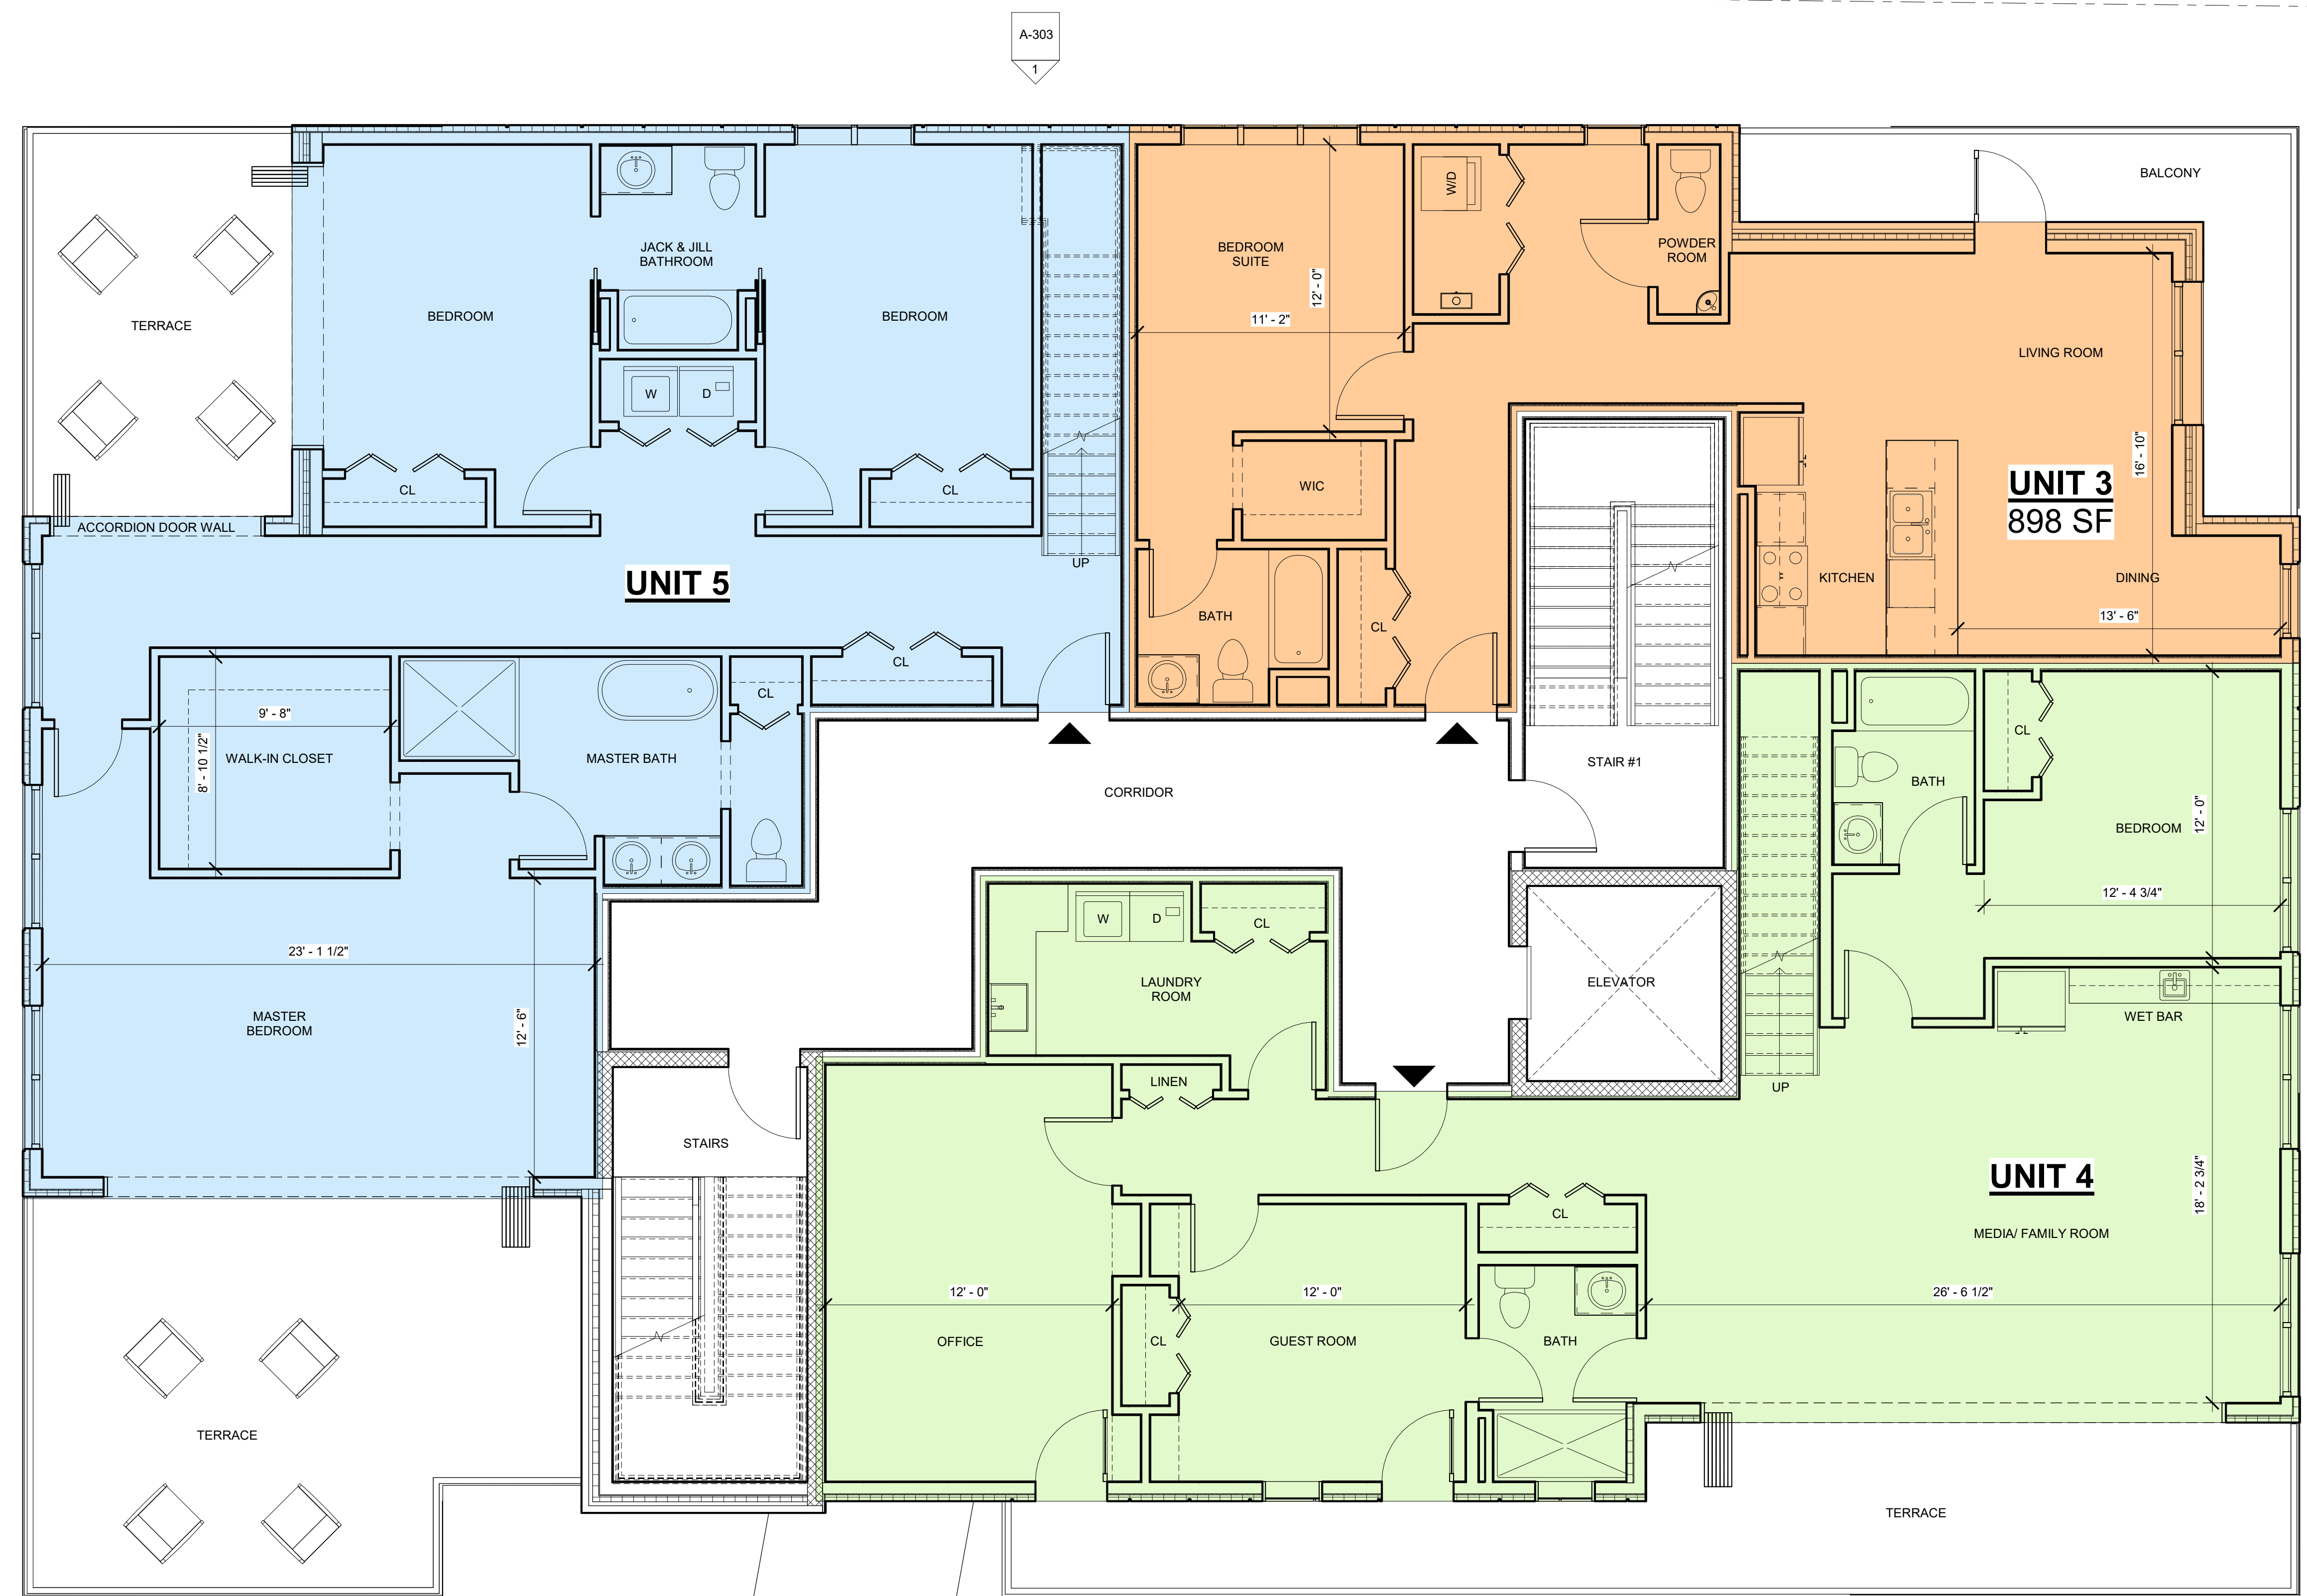 A-303
1
BALCONY
W/D
POWDER
ROOM
JACK & JILL
BATHROOM
BEDROOM
SUITE
12' - 0"
TERRACE
BEDROOM
BEDROOM
11' - 2"
LIVING ROOM
W
D
16' - 10"
CL
CL
WIC
UNIT 3
898 SF
ACCORDION DOOR WALL
UP
UNIT 5
KITCHEN
DINING
BATH
CL
13' - 6"
CL
CL
9' - 8"
8' - 10 1/2"
WALK-IN CLOSET
MASTER BATH
CL
STAIR #1
BATH
CORRIDOR
BEDROOM
12' - 0"
12' - 4 3/4"
W
D
CL
23' - 1 1/2"
LAUNDRY
ROOM
ELEVATOR
MASTER
BEDROOM
12' - 6"
WET BAR
LINEN
UP
STAIRS
UNIT 4
18' - 2 3/4"
CL
MEDIA/ FAMILY ROOM
12' - 0"
12' - 0"
26' - 6 1/2"
OFFICE
CL
GUEST ROOM
BATH
TERRACE
TERRACE